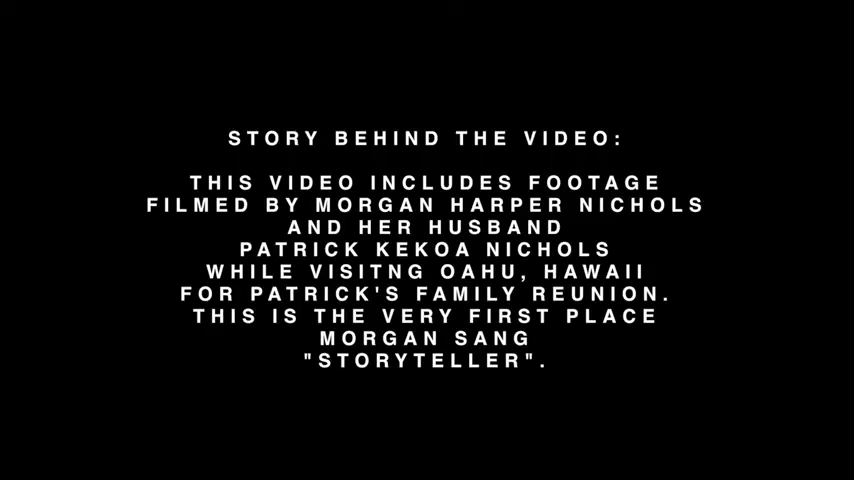 STORY BEHIND THE VIDEO:
THIS VIDEO INCLUDES FOOTAGE
FILMED BY MORGAN HARPER NICHOLS
AND HER HUSBAND
PATRICK KEKOA NICHOLS
WHILE VISITNG OAHU, HAWAII
FOR PATRICK'S FAMILY REUNION.
THIS IS THE VERY FIRST PLACE
MORGAN SANG
"STORYTELLER".